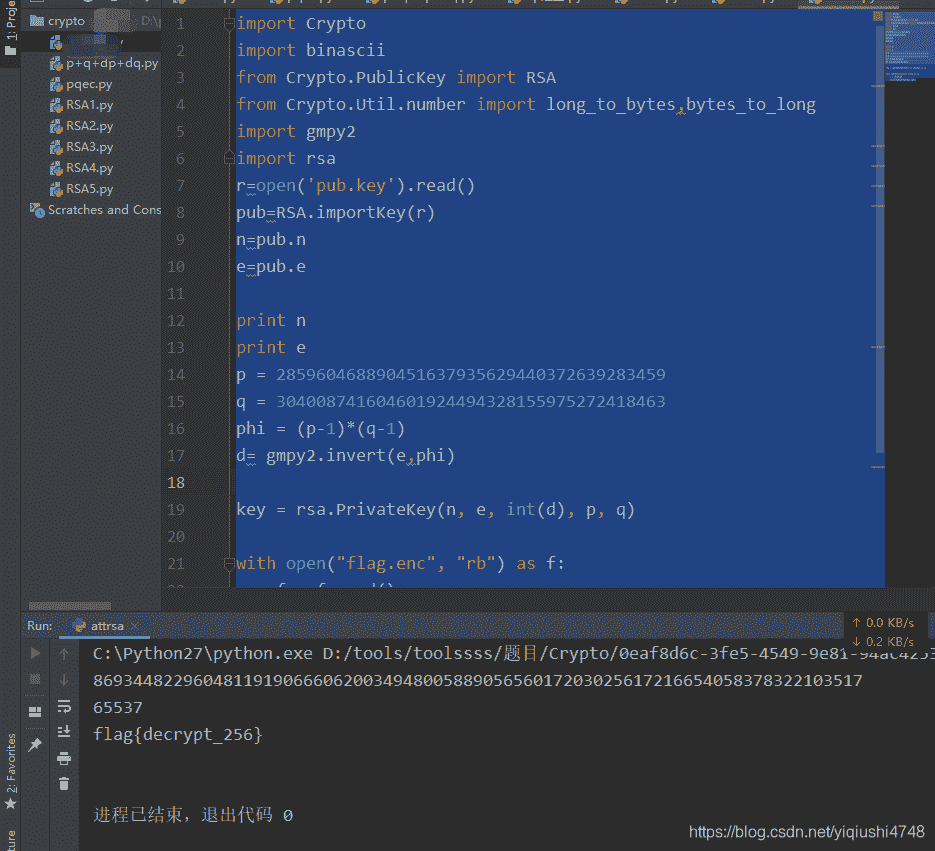 1: Proje
crypto
D:\
p+q+dp+dq.py
pqec.py
RSA1.py
RSA2.py
RSA3.py
RSA4.py
RSA5.py
Scratches and Cons
1 import Crypto
2 import binascii
3 from Crypto.PublicKey import RSA
4 from Crypto.Util.number import long_to_bytes,bytes_to_long
5 import gmpy2
6 import rsa
7 r=open('pub.key').read()
8 pub=RSA.importKey(r)
9 n=pub.n
10 e=pub.e
11
12 print n
13 print e
14 p = 285960468890451637935629440372639283459
15 q = 304008741604601924494328155975272418463
16 phi = (p-1)*(q-1)
17 d= gmpy2.invert(e,phi)
18
19 key = rsa.PrivateKey(n, e, int(d), p, q)
20
21 with open("flag.enc", "rb") as f:
Run: attrsa ×
↑ 0.0 KB/s
↓ 0.2 KB/s
C:\Python27\python.exe D:/tools/toolssss/题目/Crypto/0eaf8d6c-3fe5-4549-9e81-94ac4253
86934482296048119190666062003494800588905656017203025617216654058378322103517
65537
flag{decrypt_256}
进程已结束，退出代码 0
2: Favorites
ture
https://blog.csdn.net/yiqiushi4748